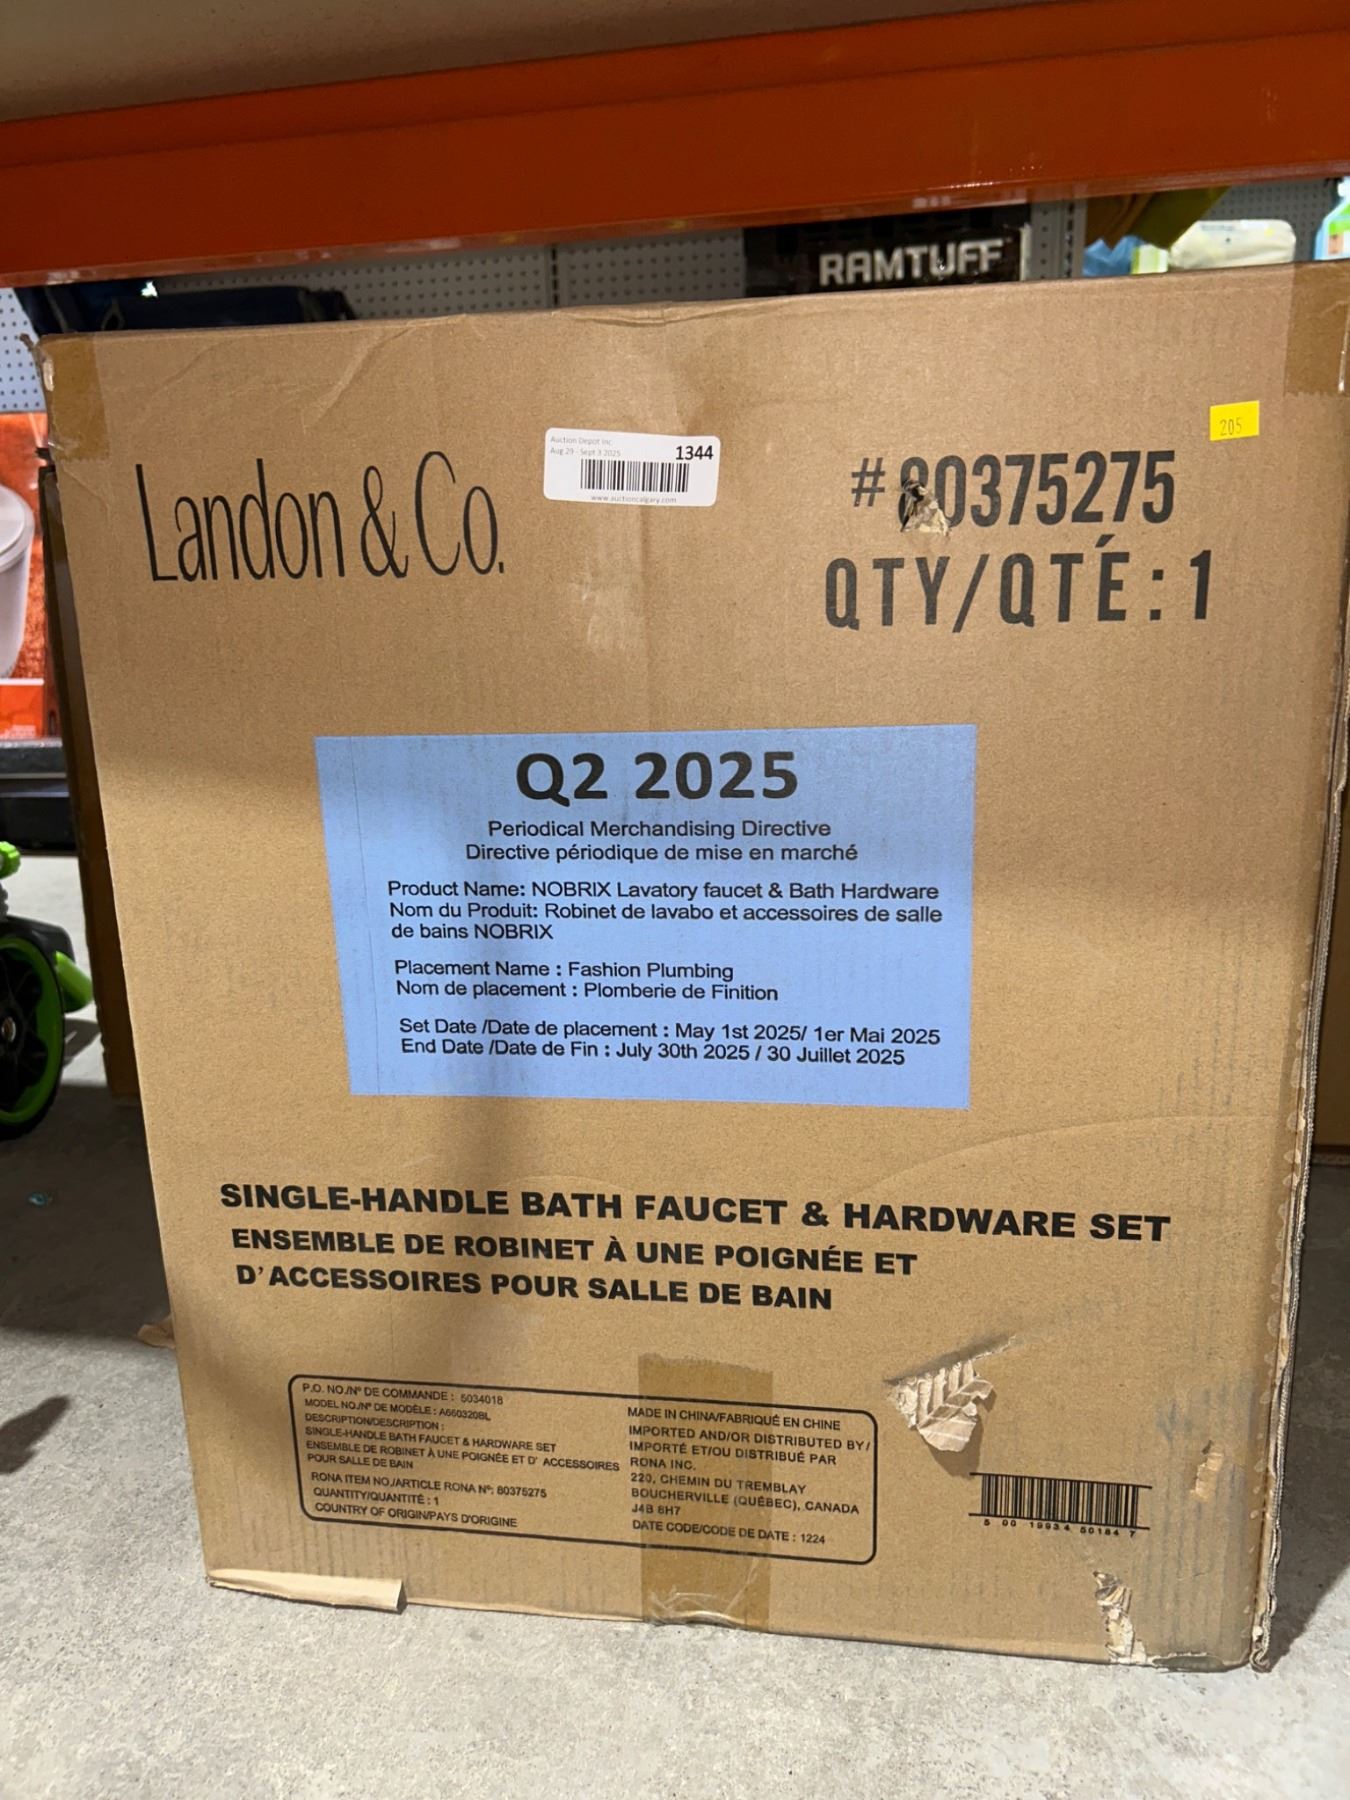 RAMTUFF
205
Auction Depot Inc.
Aug 29 - Sept 3 2025
1344
www.auctioncalgary.com
Landon & Co.
#80375275
QTY/QTÉ:1
Q2 2025
Periodical Merchandising Directive
Directive périodique de mise en marché
Product Name: NOBRIX Lavatory faucet & Bath Hardware
Nom du Produit: Robinet de lavabo et accessoires de salle
de bains NOBRIX
Placement Name : Fashion Plumbing
Nom de placement : Plomberie de Finition
Set Date /Date de placement : May 1st 2025/ 1er Mai 2025
End Date /Date de Fin : July 30th 2025 / 30 Juillet 2025
SINGLE-HANDLE BATH FAUCET & HARDWARE SET
ENSEMBLE DE ROBINET À UNE POIGNÉE ET
D'ACCESSOIRES POUR SALLE DE BAIN
P.O. NO./Nº DE COMMANDE : 5034018
MODEL NO./Nº DE MODÈLE : A660320BL
DESCRIPTION/DESCRIPTION :
SINGLE-HANDLE BATH FAUCET & HARDWARE SET
ENSEMBLE DE ROBINET À UNE POIGNÉE ET D' ACCESSOIRES
POUR SALLE DE BAIN
RONA ITEM NO./ARTICLE RONA Nº: 80375275
QUANTITY/QUANTITÉ : 1
COUNTRY OF ORIGIN/PAYS D'ORIGINE
MADE IN CHINA/FABRIQUÉ EN CHINE
IMPORTED AND/OR DISTRIBUTED BY/
IMPORTÉ ET/OU DISTRIBUÉ PAR
RONA INC.
220, CHEMIN DU TREMBLAY
BOUCHERVILLE (QUÉBEC), CANADA
J4B 8H7
DATE CODE/CODE DE DATE : 1224
5 00 19934 50184 7